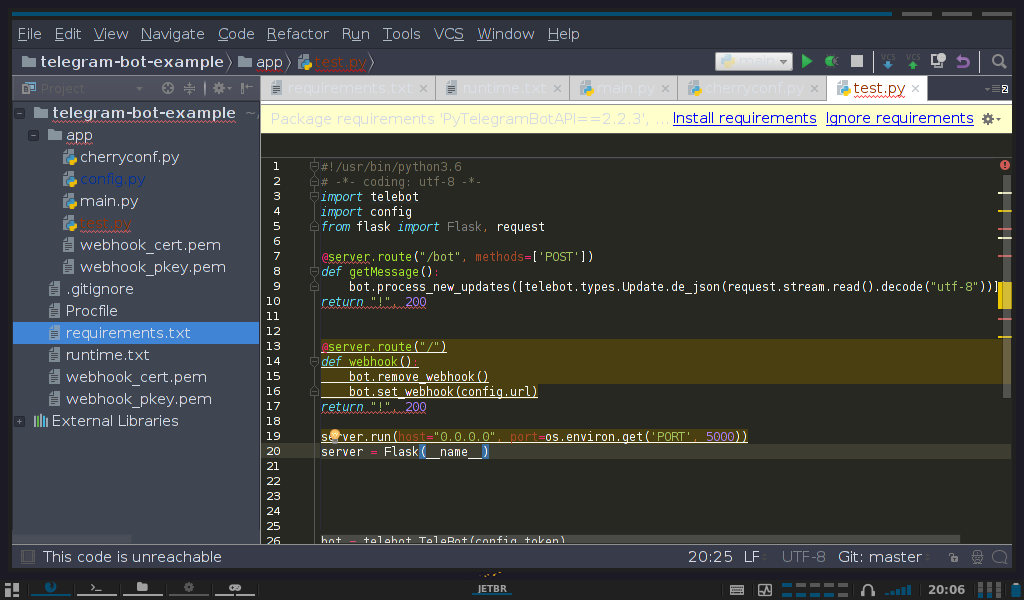 File Edit View Navigate Code Refactor Run Tools VCS Window Help
telegram-bot-example app test.py main VCS VCS
Project requirements.txt runtime.txt main.py cherryconf.py test.py
telegram-bot-example ~
Package requirements 'PyTelegramBotAPI==2.2.3', ... Install requirements Ignore requirements
app
cherryconf.py
config.py
main.py
test.py
webhook_cert.pem
webhook_pkey.pem
.gitignore
Procfile
requirements.txt
runtime.txt
webhook_cert.pem
webhook_pkey.pem
External Libraries
1 #!/usr/bin/python3.6
2 # -*- coding: utf-8 -*-
3 import telebot
4 import config
5 from flask import Flask, request
6
7 @server.route("/bot", methods=['POST'])
8 def getMessage():
9 bot.process_new_updates([telebot.types.Update.de_json(request.stream.read().decode("utf-8"))]
10 return "!", 200
11
12
13 @server.route("/")
14 def webhook():
15 bot.remove_webhook()
16 bot.set_webhook(config.url)
17 return "!", 200
18
19 server.run(host="0.0.0.0", port=os.environ.get('PORT', 5000))
20 server = Flask(__name__)
21
22
23
24
25
26 bot = telebot.TeleBot(config.token)
This code is unreachable 20:25 LF UTF-8 Git: master
JETBR 20:06